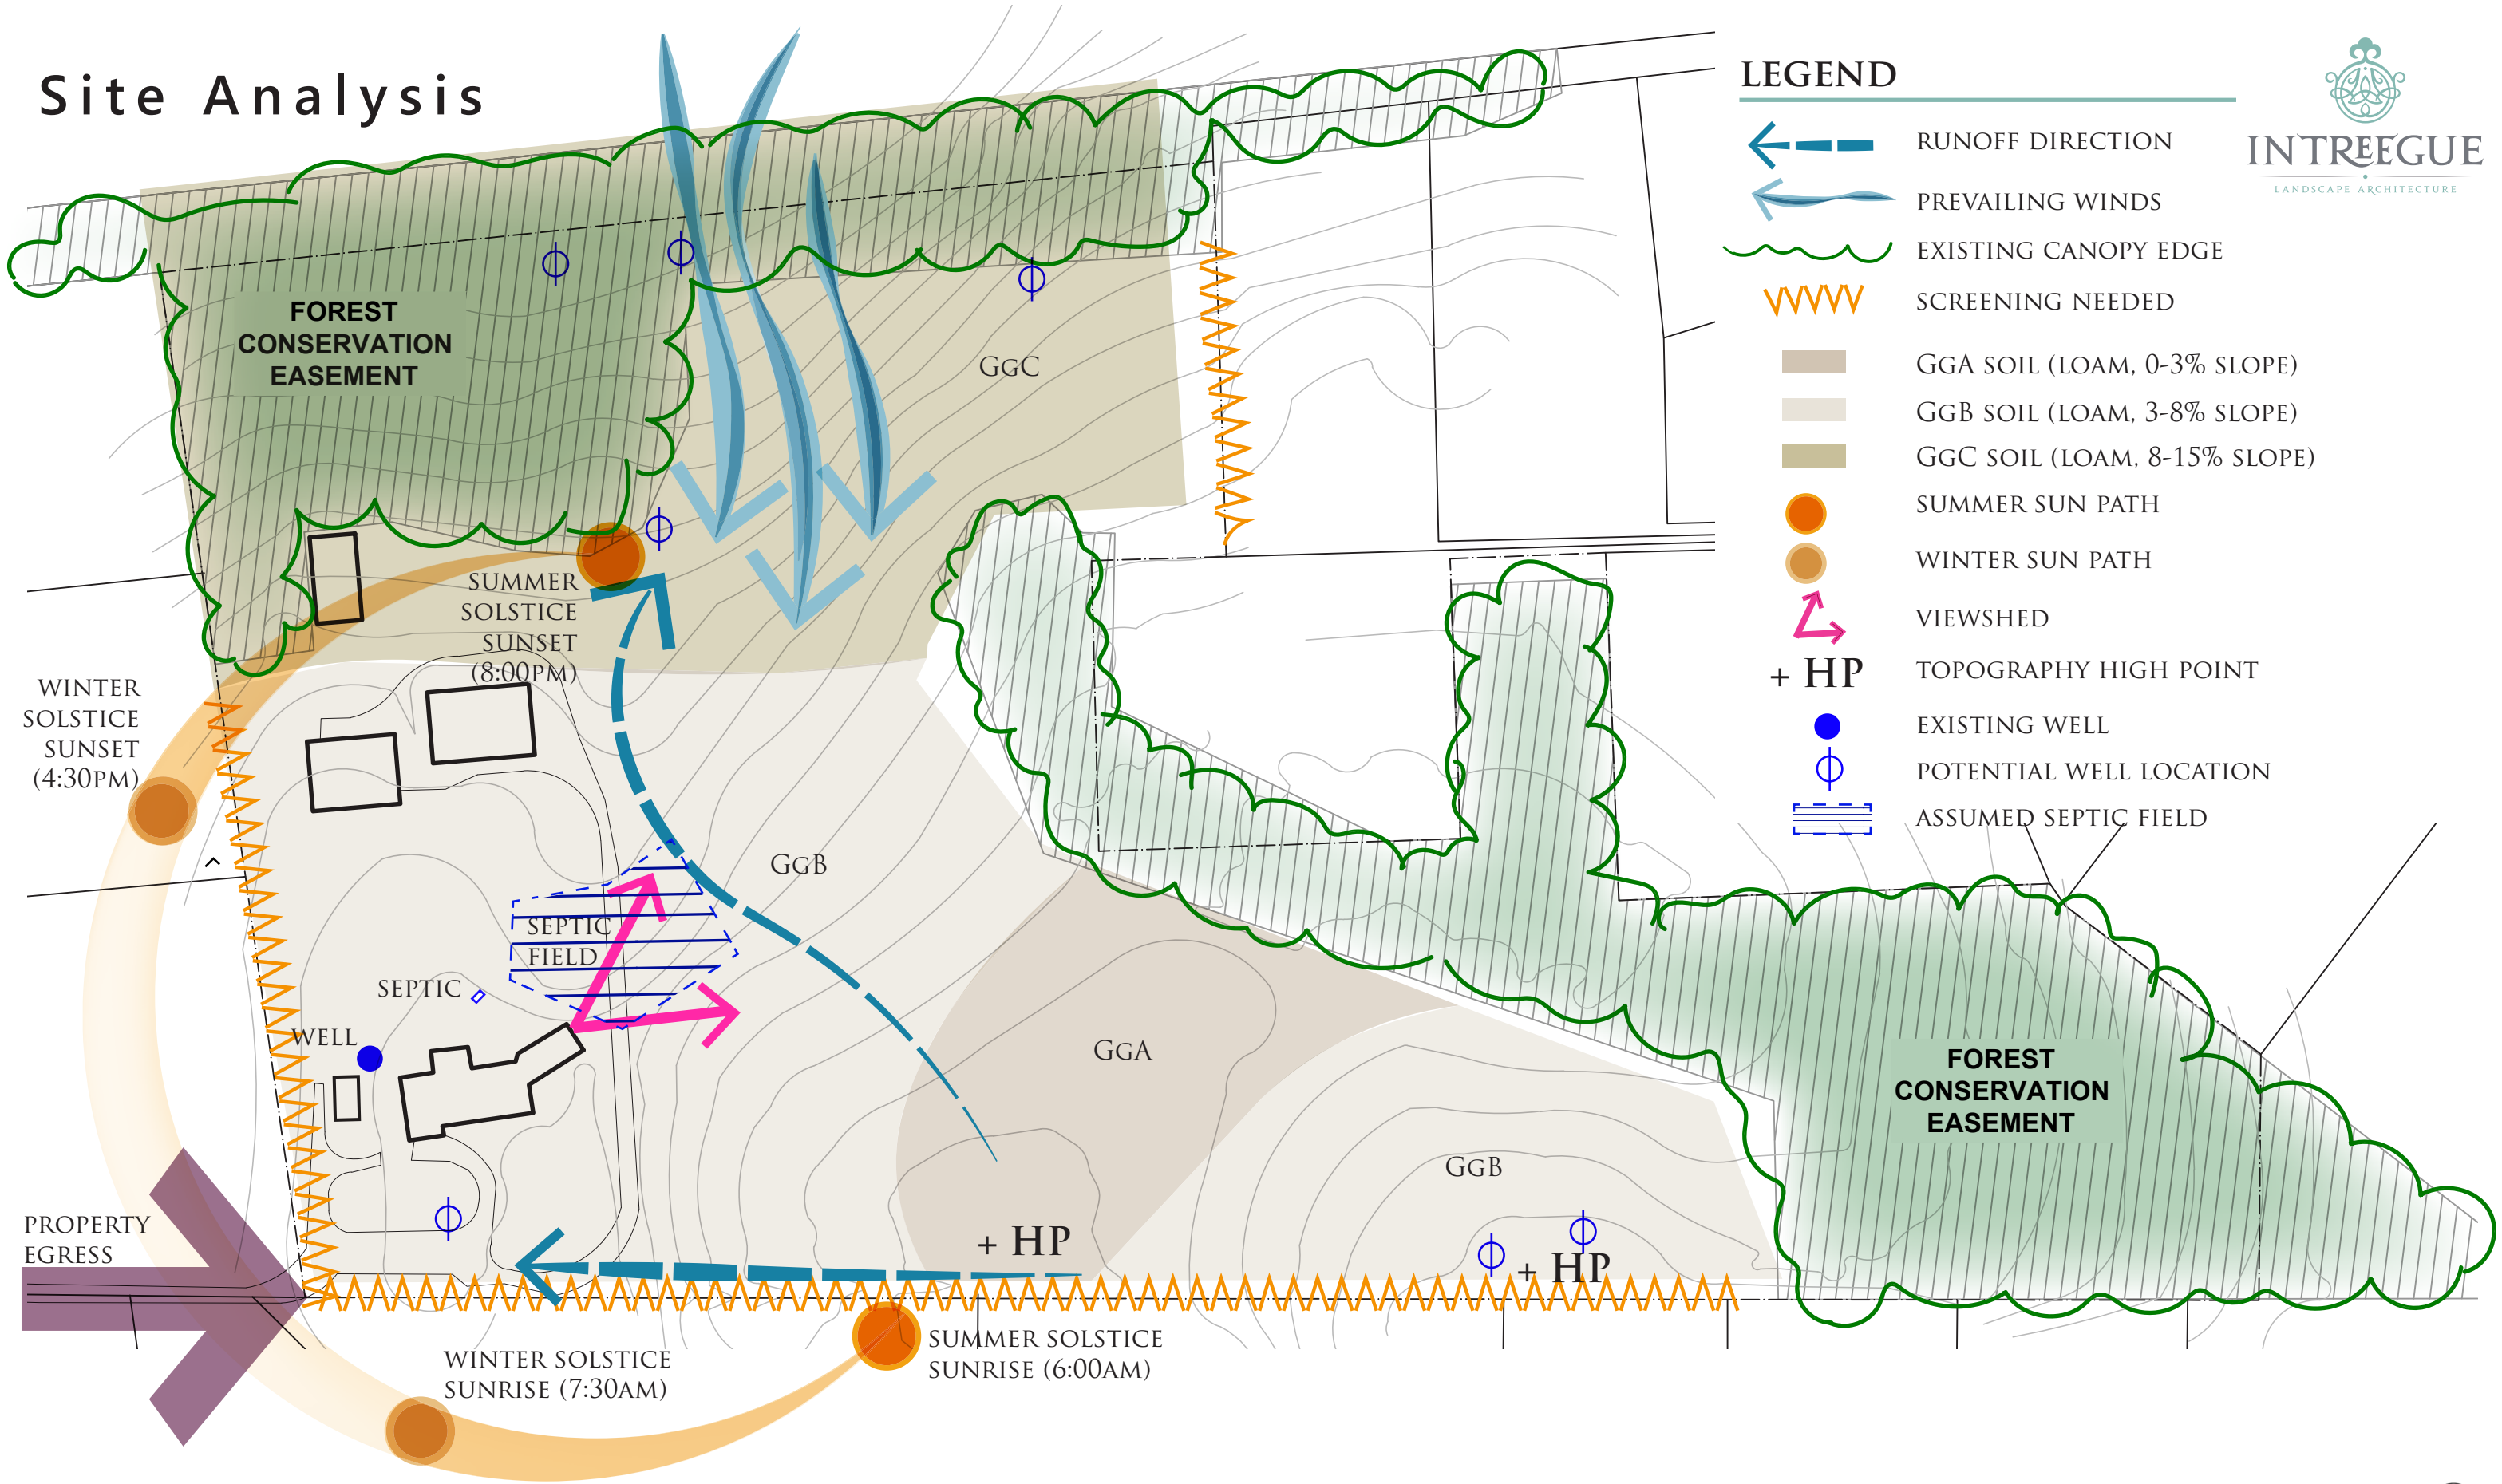 Site Analysis
LEGEND
RUNOFF DIRECTION
PREVAILING WINDS
EXISTING CANOPY EDGE
SCREENING NEEDED
GgA SOIL (LOAM, 0-3% SLOPE)
GgB SOIL (LOAM, 3-8% SLOPE)
GgC SOIL (LOAM, 8-15% SLOPE)
SUMMER SUN PATH
WINTER SUN PATH
VIEWSHED
+ HP
TOPOGRAPHY HIGH POINT
EXISTING WELL
POTENTIAL WELL LOCATION
ASSUMED SEPTIC FIELD
INTREEGUE
LANDSCAPE ARCHITECTURE
FOREST
CONSERVATION
EASEMENT
GgC
SUMMER
SOLSTICE
SUNSET
(8:00PM)
WINTER
SOLSTICE
SUNSET
(4:30PM)
GgB
SEPTIC
FIELD
SEPTIC
WELL
GgA
FOREST
CONSERVATION
EASEMENT
GgB
PROPERTY
EGRESS
+ HP
+ HP
SUMMER SOLSTICE
SUNRISE (6:00AM)
WINTER SOLSTICE
SUNRISE (7:30AM)